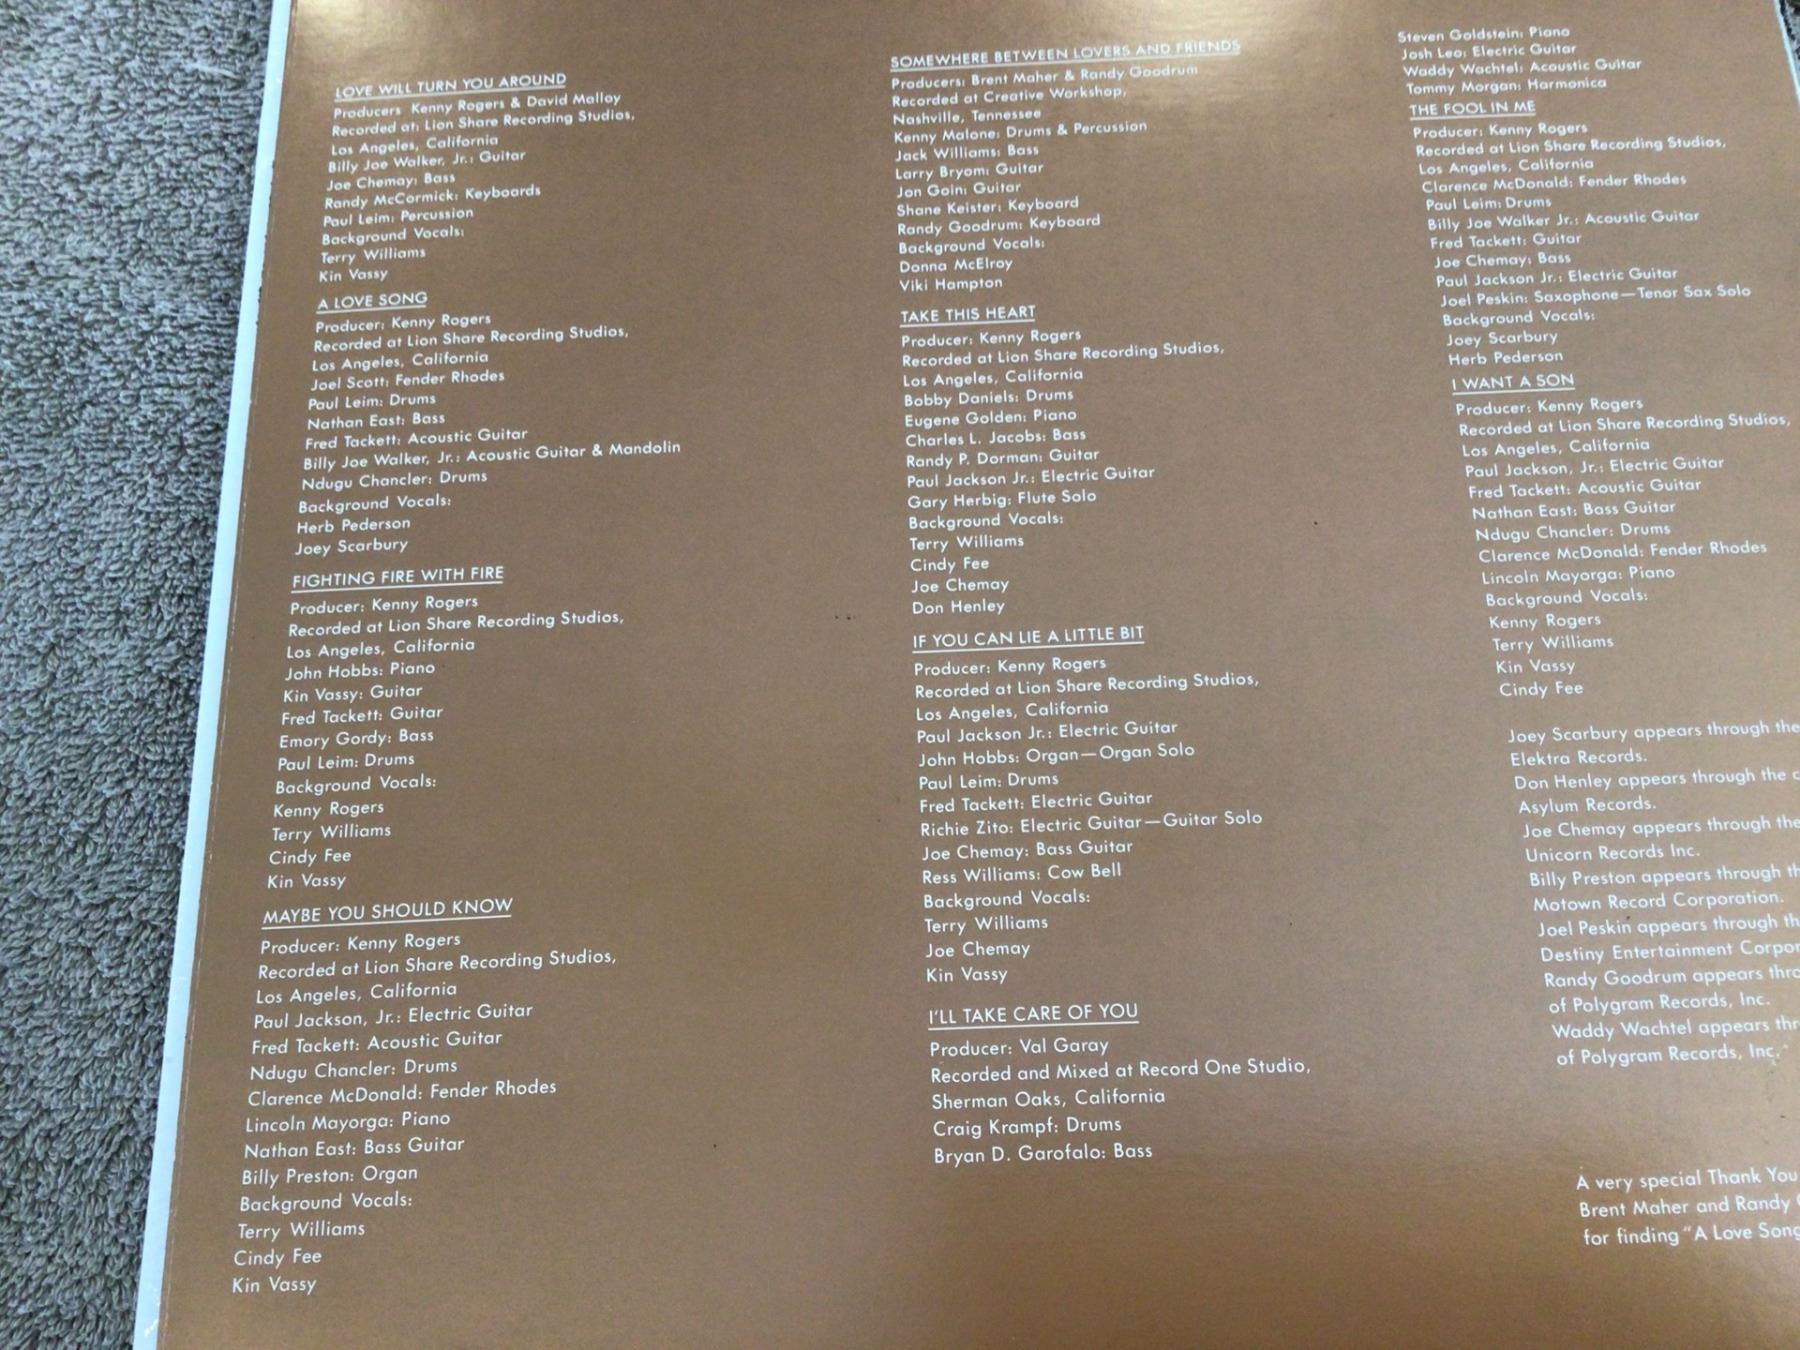 LOVE WILL TURN YOU AROUND
Producers Kenny Rogers & David Malloy
Recorded at: Lion Share Recording Studios,
Los Angeles, California
Billy Joe Walker, Jr.: Guitar
Joe Chemay: Bass
Randy McCormick: Keyboards
Paul Leim: Percussion
Background Vocals:
Terry Williams
Kin Vassy
A LOVE SONG
Producer: Kenny Rogers
Recorded at Lion Share Recording Studios,
Los Angeles, California
Joel Scott: Fender Rhodes
Paul Leim: Drums
Nathan East: Bass
Fred Tackett: Acoustic Guitar
Billy Joe Walker, Jr.: Acoustic Guitar & Mandolin
Ndugu Chancler: Drums
Background Vocals:
Herb Pederson
Joey Scarbury
FIGHTING FIRE WITH FIRE
Producer: Kenny Rogers
Recorded at Lion Share Recording Studios,
Los Angeles, California
John Hobbs: Piano
Kin Vassy: Guitar
Fred Tackett: Guitar
Emory Gordy: Bass
Paul Leim: Drums
Background Vocals:
Kenny Rogers
Terry Williams
Cindy Fee
Kin Vassy
MAYBE YOU SHOULD KNOW
Producer: Kenny Rogers
Recorded at Lion Share Recording Studios,
Los Angeles, California
Paul Jackson, Jr.: Electric Guitar
Fred Tackett: Acoustic Guitar
Ndugu Chancler: Drums
Clarence McDonald: Fender Rhodes
Lincoln Mayorga: Piano
Nathan East: Bass Guitar
Billy Preston: Organ
Background Vocals:
Terry Williams
Cindy Fee
Kin Vassy
SOMEWHERE BETWEEN LOVERS AND FRIENDS
Producers: Brent Maher & Randy Goodrum
Recorded at Creative Workshop,
Nashville, Tennessee
Kenny Malone: Drums & Percussion
Jack Williams: Bass
Larry Bryom: Guitar
Jon Goin: Guitar
Shane Keister: Keyboard
Randy Goodrum: Keyboard
Background Vocals:
Donna McElroy
Viki Hampton
TAKE THIS HEART
Producer: Kenny Rogers
Recorded at Lion Share Recording Studios,
Los Angeles, California
Bobby Daniels: Drums
Eugene Golden: Piano
Charles L. Jacobs: Bass
Randy P. Dorman: Guitar
Paul Jackson Jr.: Electric Guitar
Gary Herbig: Flute Solo
Background Vocals:
Terry Williams
Cindy Fee
Joe Chemay
Don Henley
IF YOU CAN LIE A LITTLE BIT
Producer: Kenny Rogers
Recorded at Lion Share Recording Studios,
Los Angeles, California
Paul Jackson Jr.: Electric Guitar
John Hobbs: Organ—Organ Solo
Paul Leim: Drums
Fred Tackett: Electric Guitar
Richie Zito: Electric Guitar—Guitar Solo
Joe Chemay: Bass Guitar
Ress Williams: Cow Bell
Background Vocals:
Terry Williams
Joe Chemay
Kin Vassy
I'LL TAKE CARE OF YOU
Producer: Val Garay
Recorded and Mixed at Record One Studio,
Sherman Oaks, California
Craig Krampf: Drums
Bryan D. Garofalo: Bass
Steven Goldstein: Piano
Josh Leo: Electric Guitar
Waddy Wachtel: Acoustic Guitar
Tommy Morgan: Harmonica
THE FOOL IN ME
Producer: Kenny Rogers
Recorded at Lion Share Recording Studios,
Los Angeles, California
Clarence McDonald: Fender Rhodes
Paul Leim: Drums
Billy Joe Walker Jr.: Acoustic Guitar
Fred Tackett: Guitar
Joe Chemay: Bass
Paul Jackson Jr.: Electric Guitar
Joel Peskin: Saxophone—Tenor Sax Solo
Background Vocals:
Joey Scarbury
Herb Pederson
I WANT A SON
Producer: Kenny Rogers
Recorded at Lion Share Recording Studios,
Los Angeles, California
Paul Jackson, Jr.: Electric Guitar
Fred Tackett: Acoustic Guitar
Nathan East: Bass Guitar
Ndugu Chancler: Drums
Clarence McDonald: Fender Rhodes
Lincoln Mayorga: Piano
Background Vocals:
Kenny Rogers
Terry Williams
Kin Vassy
Cindy Fee
Joey Scarbury appears through the
Elektra Records.
Don Henley appears through the c
Asylum Records.
Joe Chemay appears through the
Unicorn Records Inc.
Billy Preston appears through th
Motown Record Corporation.
Joel Peskin appears through th
Destiny Entertainment Corpor
Randy Goodrum appears thro
of Polygram Records, Inc.
Waddy Wachtel appears thr
of Polygram Records, Inc.
A very special Thank You
Brent Maher and Randy
for finding "A Love Song